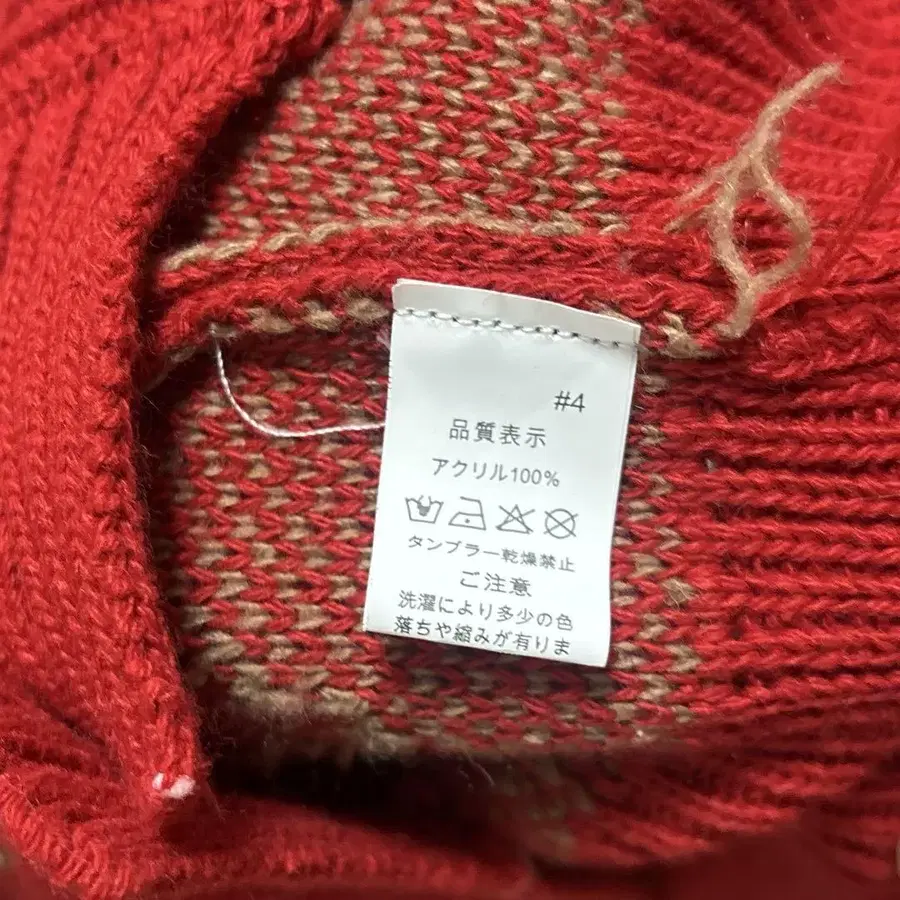 #4
品質表示
アクリル100%
タンブラー乾燥禁止
ご注意
洗濯により多少の色
落ちや縮みが有りま